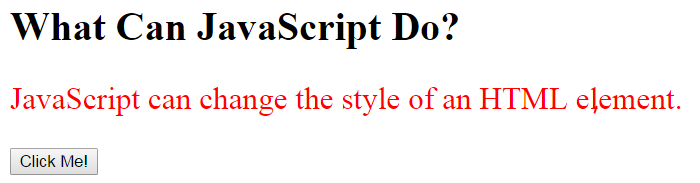 What Can JavaScript Do?
JavaScript can change the style of an HTML element.
Click Me!